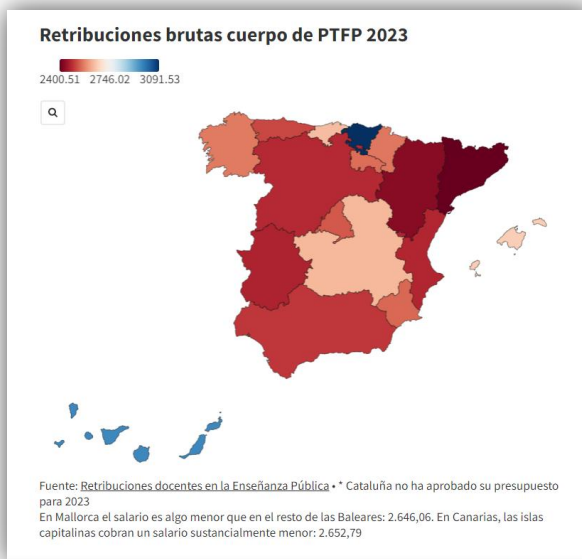 Retribuciones brutas cuerpo de PTFP 2023
2400.51 2746.02 3091.53
Fuente: Retribuciones docentes en la Enseñanza Pública • * Cataluña no ha aprobado su presupuesto
para 2023
En Mallorca el salario es algo menor que en el resto de las Baleares: 2.646,06. En Canarias, las islas
capitalinas cobran un salario sustancialmente menor: 2.652,79